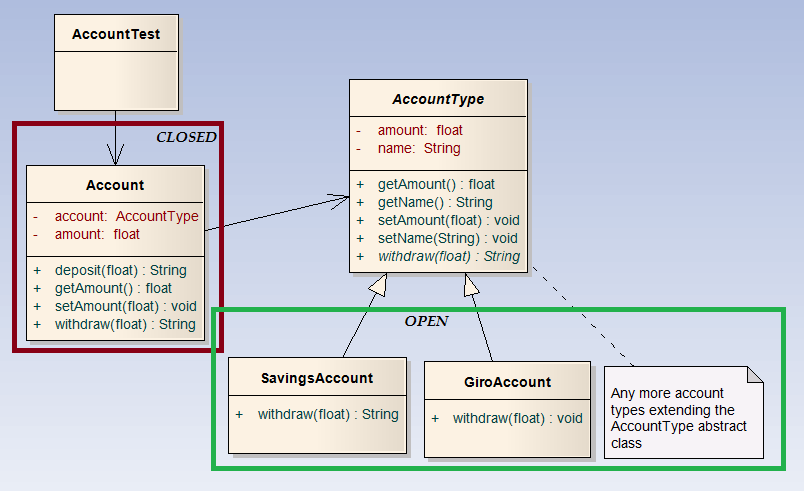 AccountTest
CLOSED
Account
- account: AccountType
- amount: float
+ deposit(float) : String
+ getAmount() : float
+ setAmount(float) : void
+ withdraw(float) : String
AccountType
- amount: float
- name: String
+ getAmount() : float
+ getName() : String
+ setAmount(float) : void
+ setName(String) : void
+ withdraw(float) : String
OPEN
SavingsAccount
+ withdraw(float) : String
GiroAccount
+ withdraw(float) : void
Any more account
types extending the
AccountType abstract
class